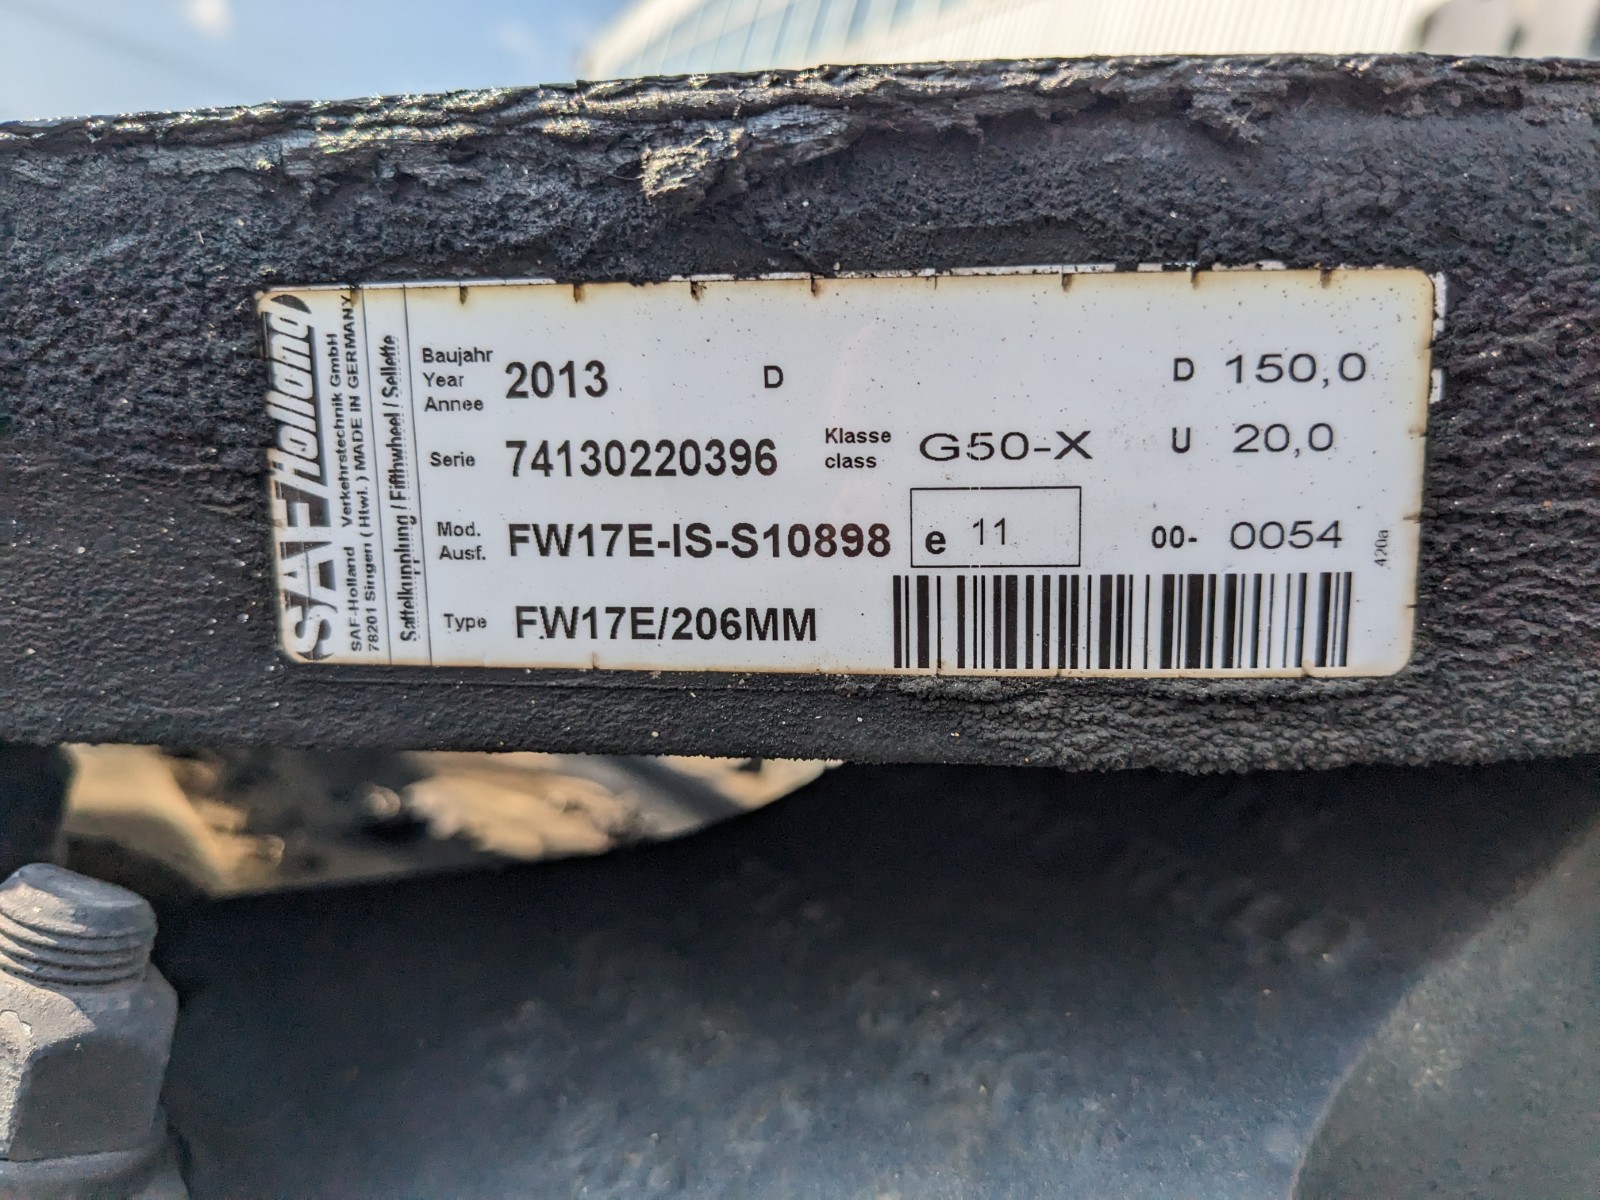 SAF Holland
SAF-Holland Verkehrstechnik GmbH
78201 Singen ( Htwl. ) MADE IN GERMANY
Sattelkupplung / Fifthwheel / Sellette
Baujahr
Year
Annee
2013
D
D 150,0
Serie 74130220396
Klasse
class
G50-X
U 20,0
Mod.
Ausf.
FW17E-IS-S10898
e 11
00- 0054
Type FW17E/206MM
420a